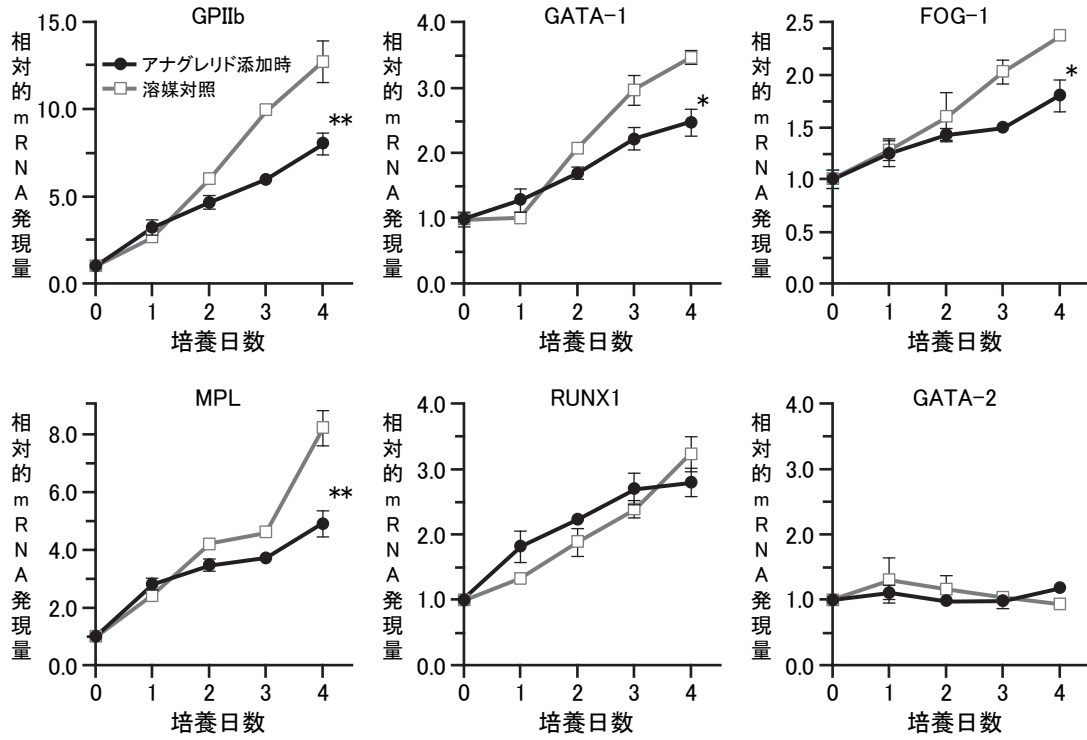 GPIIb
相対的mRNA発現量
15.0
10.0
5.0
0.0
アナグレリド添加時
溶媒対照
**
0 1 2 3 4
培養日数
GATA-1
相対的mRNA発現量
4.0
3.0
2.0
1.0
0.0
*
0 1 2 3 4
培養日数
FOG-1
相対的mRNA発現量
2.5
2.0
1.5
1.0
0.5
0.0
*
0 1 2 3 4
培養日数
MPL
相対的mRNA発現量
8.0
6.0
4.0
2.0
0.0
**
0 1 2 3 4
培養日数
RUNX1
相対的mRNA発現量
4.0
3.0
2.0
1.0
0.0
0 1 2 3 4
培養日数
GATA-2
相対的mRNA発現量
4.0
3.0
2.0
1.0
0.0
0 1 2 3 4
培養日数